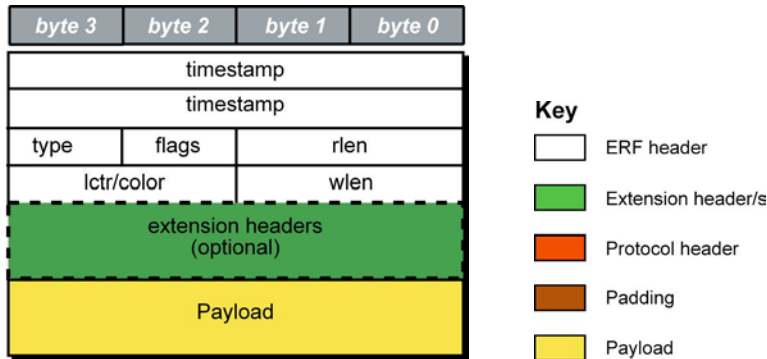 byte 3 byte 2 byte 1 byte 0
timestamp
timestamp
type flags rlen
lctr/color wlen
extension headers
(optional)
Payload
Key
ERF header
Extension header/s
Protocol header
Padding
Payload